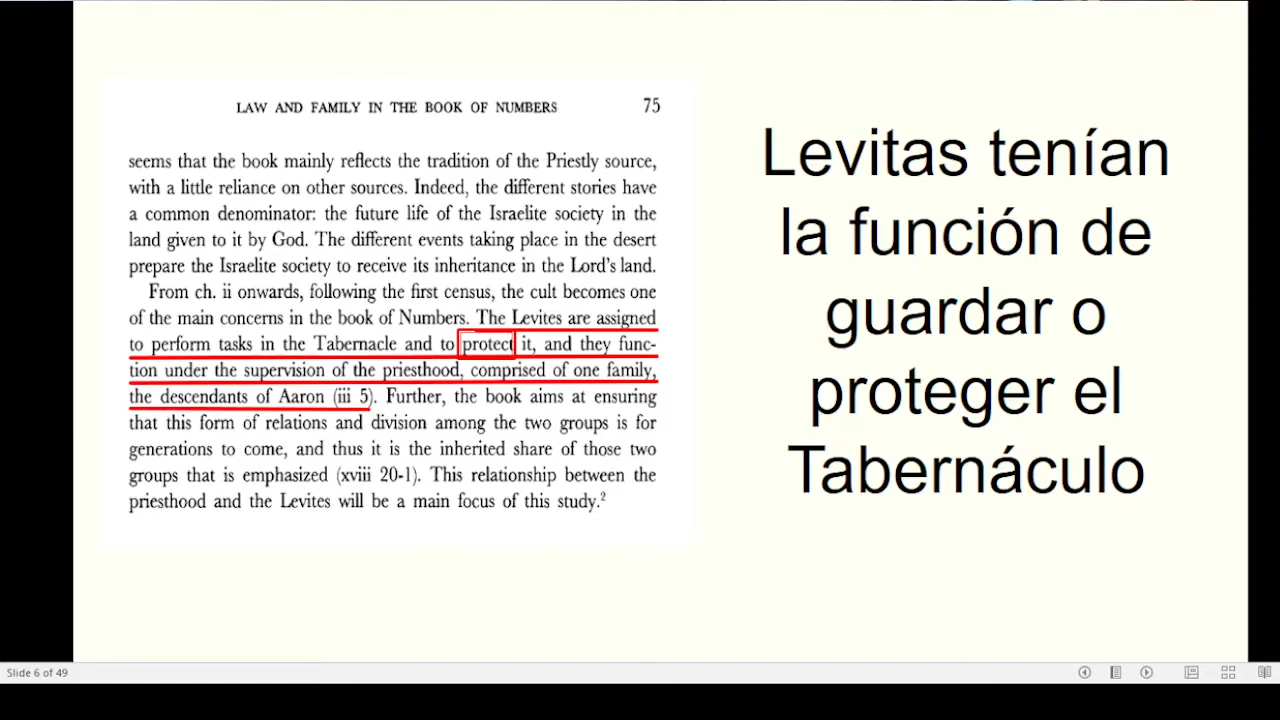 LAW AND FAMILY IN THE BOOK OF NUMBERS 75
seems that the book mainly reflects the tradition of the Priestly source,
with a little reliance on other sources. Indeed, the different stories have
a common denominator: the future life of the Israelite society in the
land given to it by God. The different events taking place in the desert
prepare the Israelite society to receive its inheritance in the Lord's land.
From ch. ii onwards, following the first census, the cult becomes one
of the main concerns in the book of Numbers. The Levites are assigned
to perform tasks in the Tabernacle and to protect it, and they func-
tion under the supervision of the priesthood, comprised of one family,
the descendants of Aaron (iii 5). Further, the book aims at ensuring
that this form of relations and division among the two groups is for
generations to come, and thus it is the inherited share of those two
groups that is emphasized (xviii 20-1). This relationship between the
priesthood and the Levites will be a main focus of this study.²
Levitas tenían
la función de
guardar o
proteger el
Tabernáculo
Slide 6 of 49